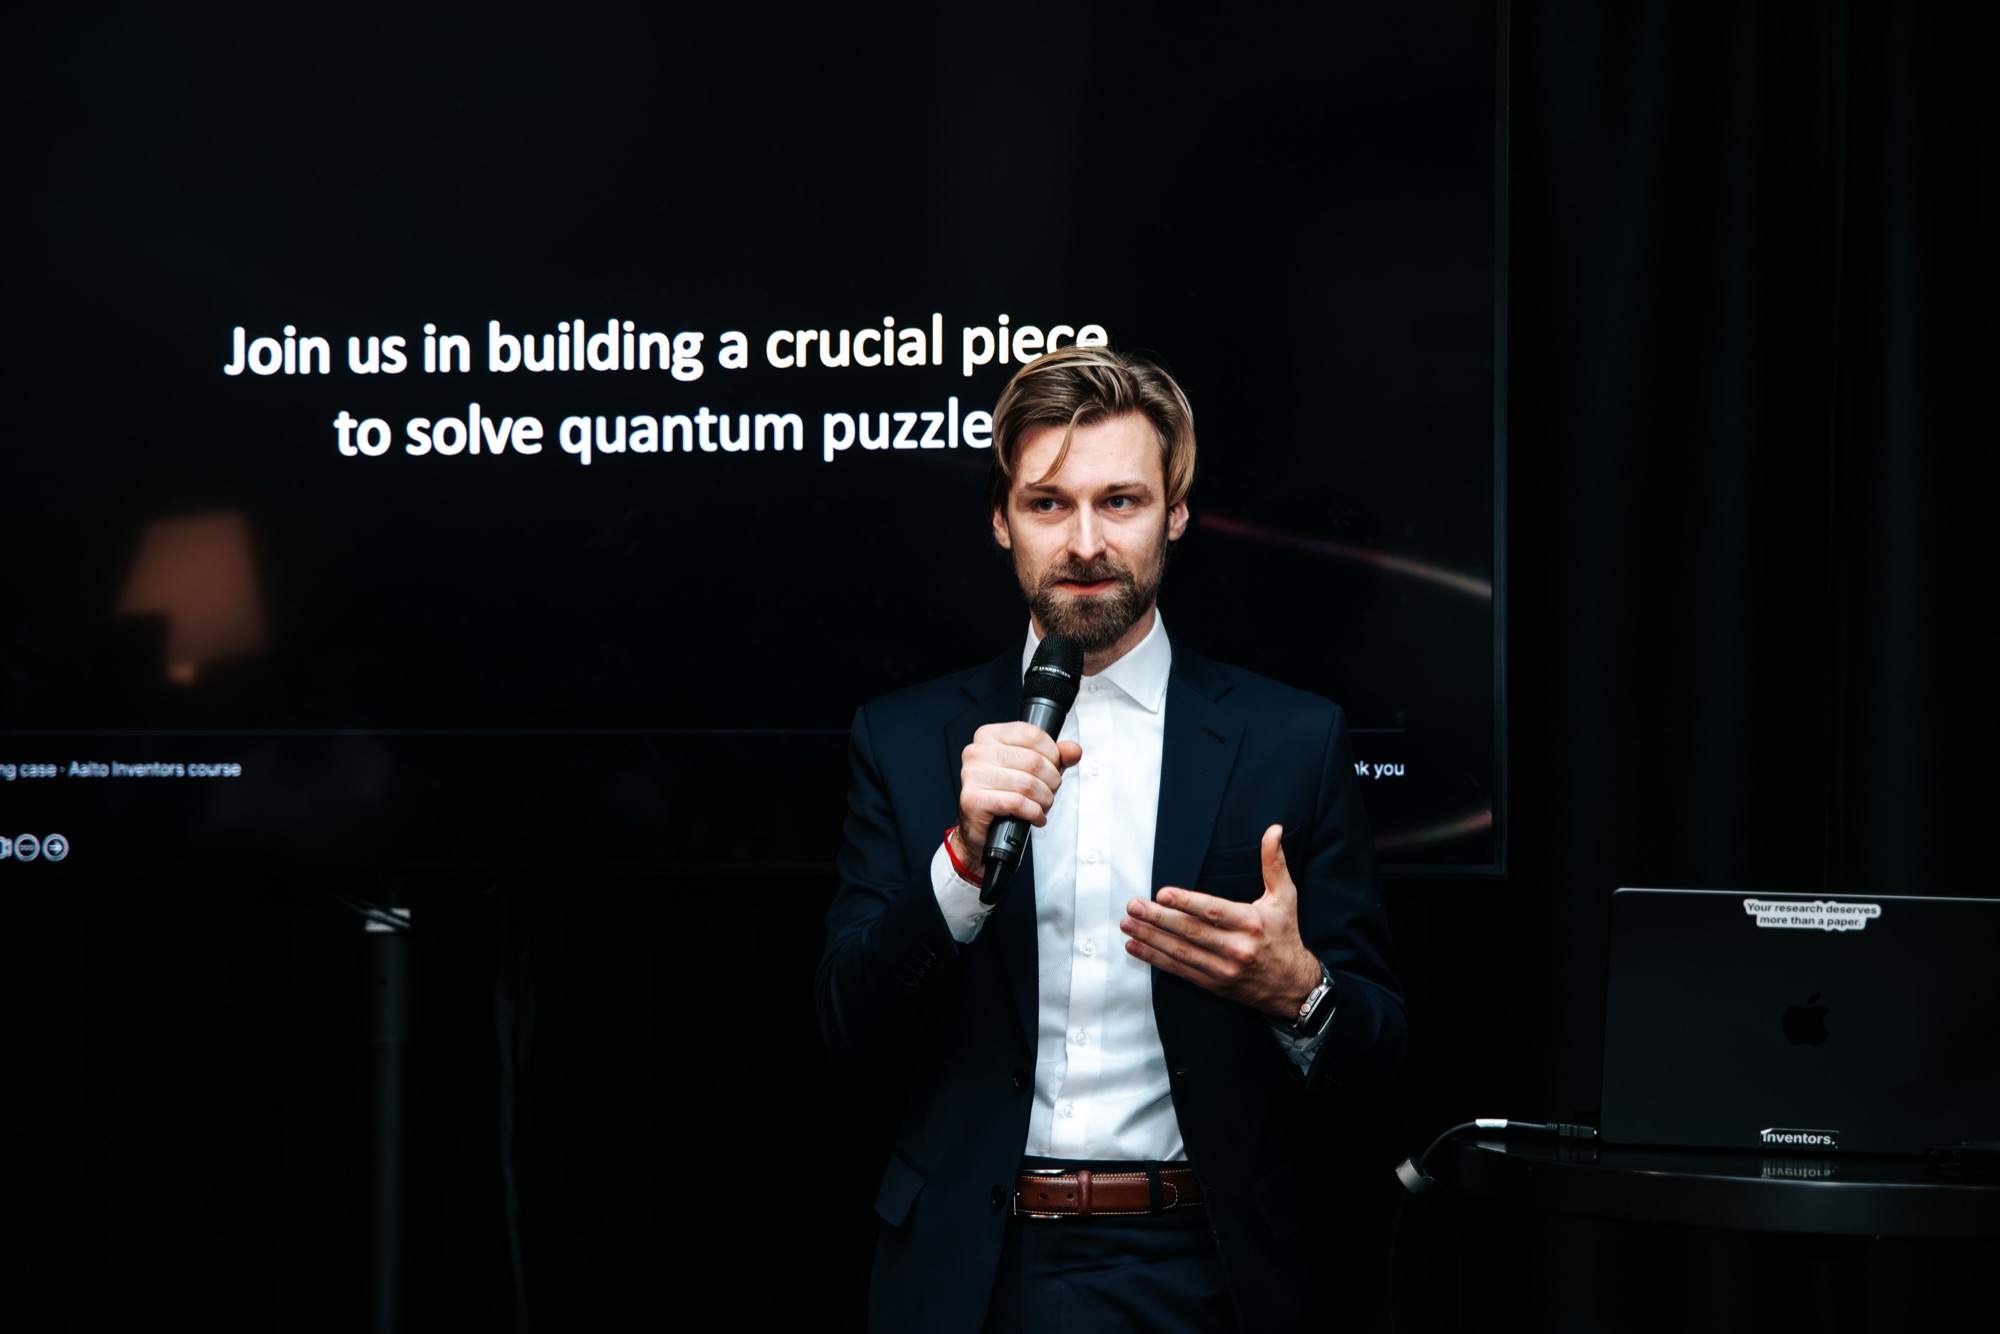 Join us in building a crucial piece
to solve quantum puzzle
case · Aalto Inventors course
you
Your research deserves
more than a paper.
inventors.